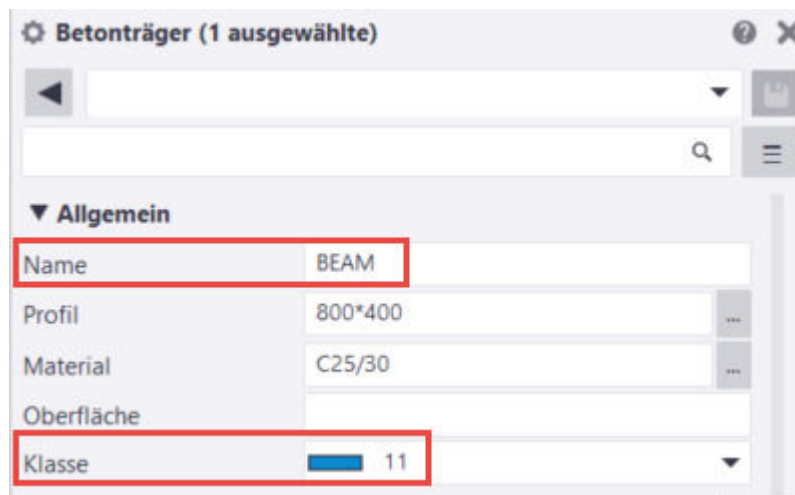 Betonträger (1 ausgewählte)
Allgemein
Name BEAM
Profil 800*400 ...
Material C25/30 ...
Oberfläche
Klasse 11